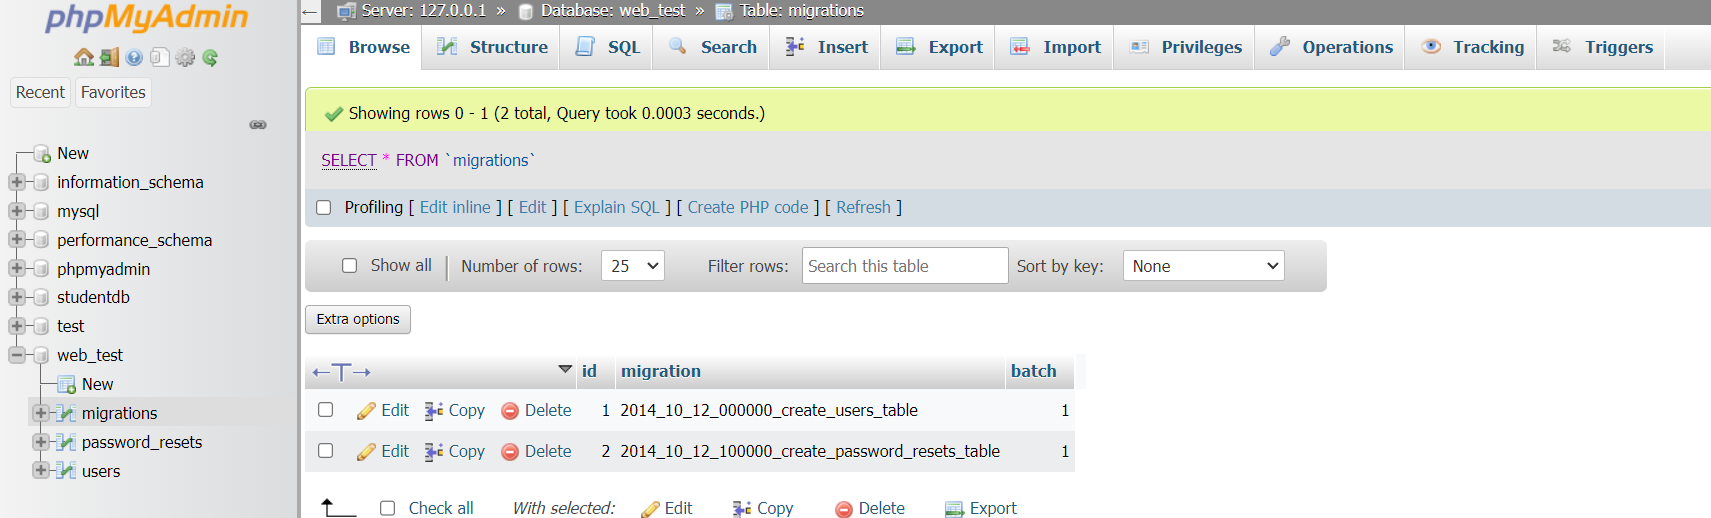 phpMyAdmin
Recent Favorites
New
information_schema
mysql
performance_schema
phpmyadmin
studentdb
test
web_test
New
migrations
password_resets
users
Server: 127.0.0.1 » Database: web_test » Table: migrations
Browse Structure SQL Search Insert Export Import Privileges Operations Tracking Triggers
Showing rows 0 - 1 (2 total, Query took 0.0003 seconds.)
SELECT * FROM `migrations`
Profiling [ Edit inline ] [ Edit ] [ Explain SQL ] [ Create PHP code ] [ Refresh ]
Show all Number of rows: 25 Filter rows: Search this table Sort by key: None
Extra options
id migration batch
Edit Copy Delete 1 2014_10_12_000000_create_users_table 1
Edit Copy Delete 2 2014_10_12_100000_create_password_resets_table 1
Check all With selected: Edit Copy Delete Export